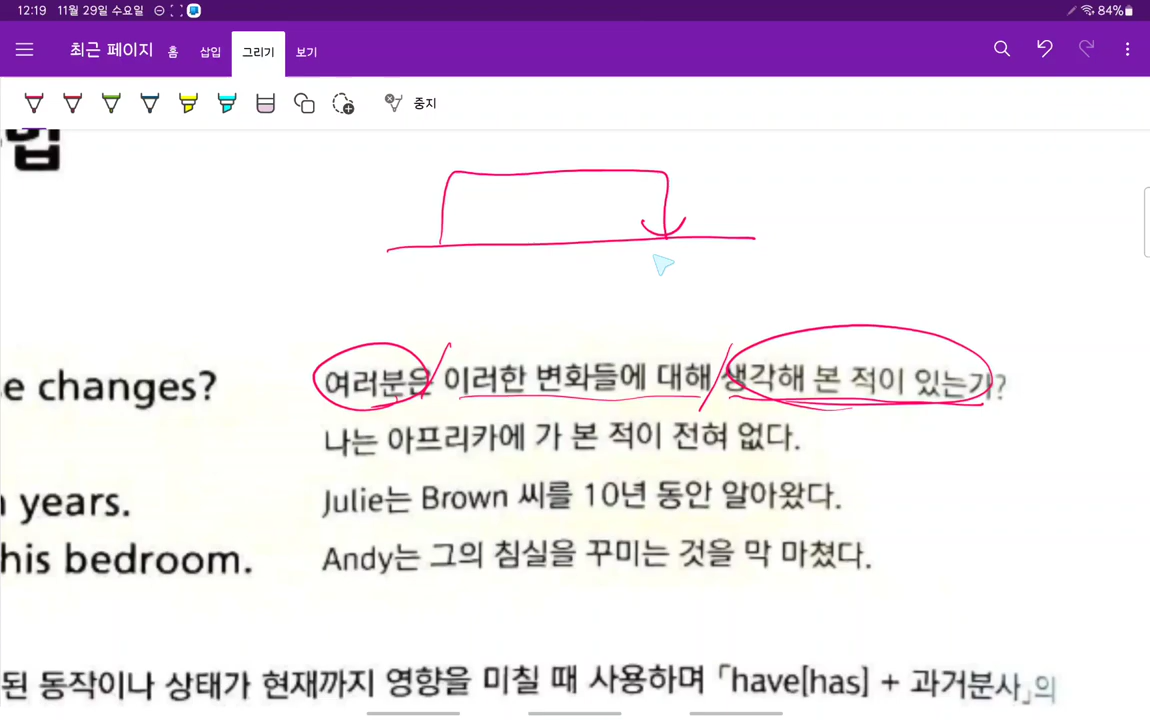 12:19 11월 29일 수요일 84%
최근 페이지 홈 삽입 그리기 보기
중지
e changes? 여러분은 이러한 변화들에 대해 생각해 본 적이 있는가?
나는 아프리카에 가 본 적이 전혀 없다.
years. Julie는 Brown 씨를 10년 동안 알아왔다.
his bedroom. Andy는 그의 침실을 꾸미는 것을 막 마쳤다.
된 동작이나 상태가 현재까지 영향을 미칠 때 사용하며 「have[has] + 과거분사」의